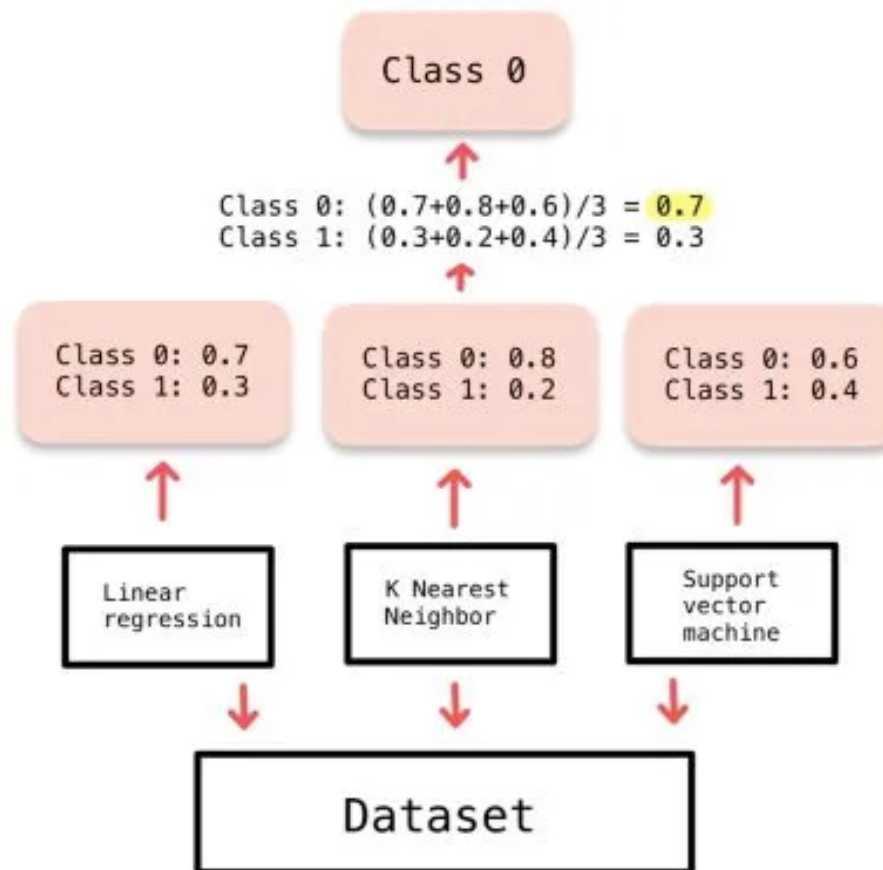 Class 0
Class 0: (0.7+0.8+0.6)/3 = 0.7
Class 1: (0.3+0.2+0.4)/3 = 0.3
Class 0: 0.7
Class 1: 0.3
Class 0: 0.8
Class 1: 0.2
Class 0: 0.6
Class 1: 0.4
Linear
regression
K Nearest
Neighbor
Support
vector
machine
Dataset